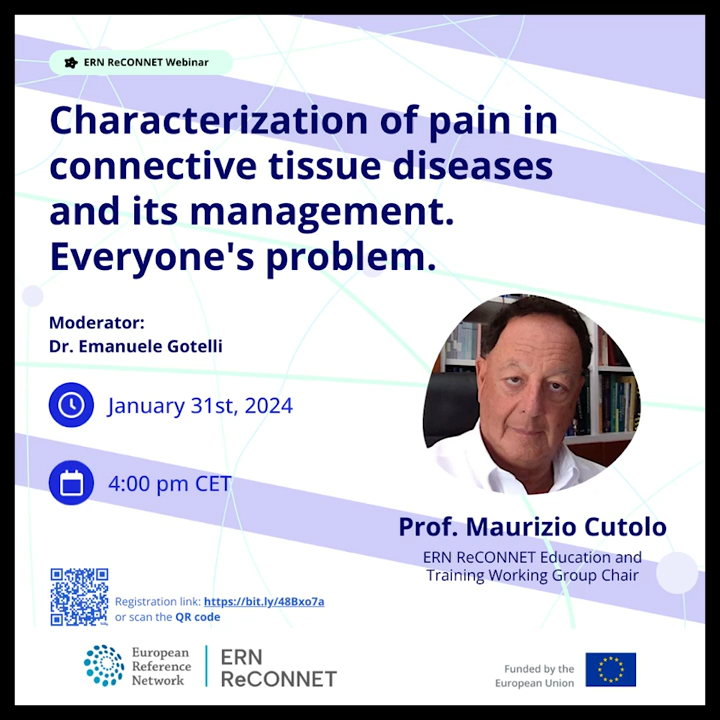 ERN ReCONNET Webinar
Characterization of pain in
connective tissue diseases
and its management.
Everyone's problem.
Moderator:
Dr. Emanuele Gotelli
January 31st, 2024
4:00 pm CET
Prof. Maurizio Cutolo
ERN ReCONNET Education and
Training Working Group Chair
Registration link: https://bit.ly/48Bxo7a
or scan the QR code
European
Reference
Network
ERN
ReCONNET
Funded by the
European Union